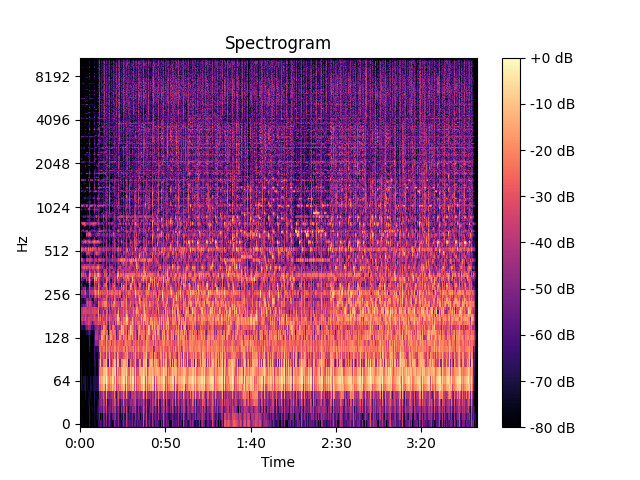 Spectrogram
8192
4096
2048
1024
512
256
128
64
0
Hz
0:00
0:50
1:40
2:30
3:20
Time
+0 dB
-10 dB
-20 dB
-30 dB
-40 dB
-50 dB
-60 dB
-70 dB
-80 dB